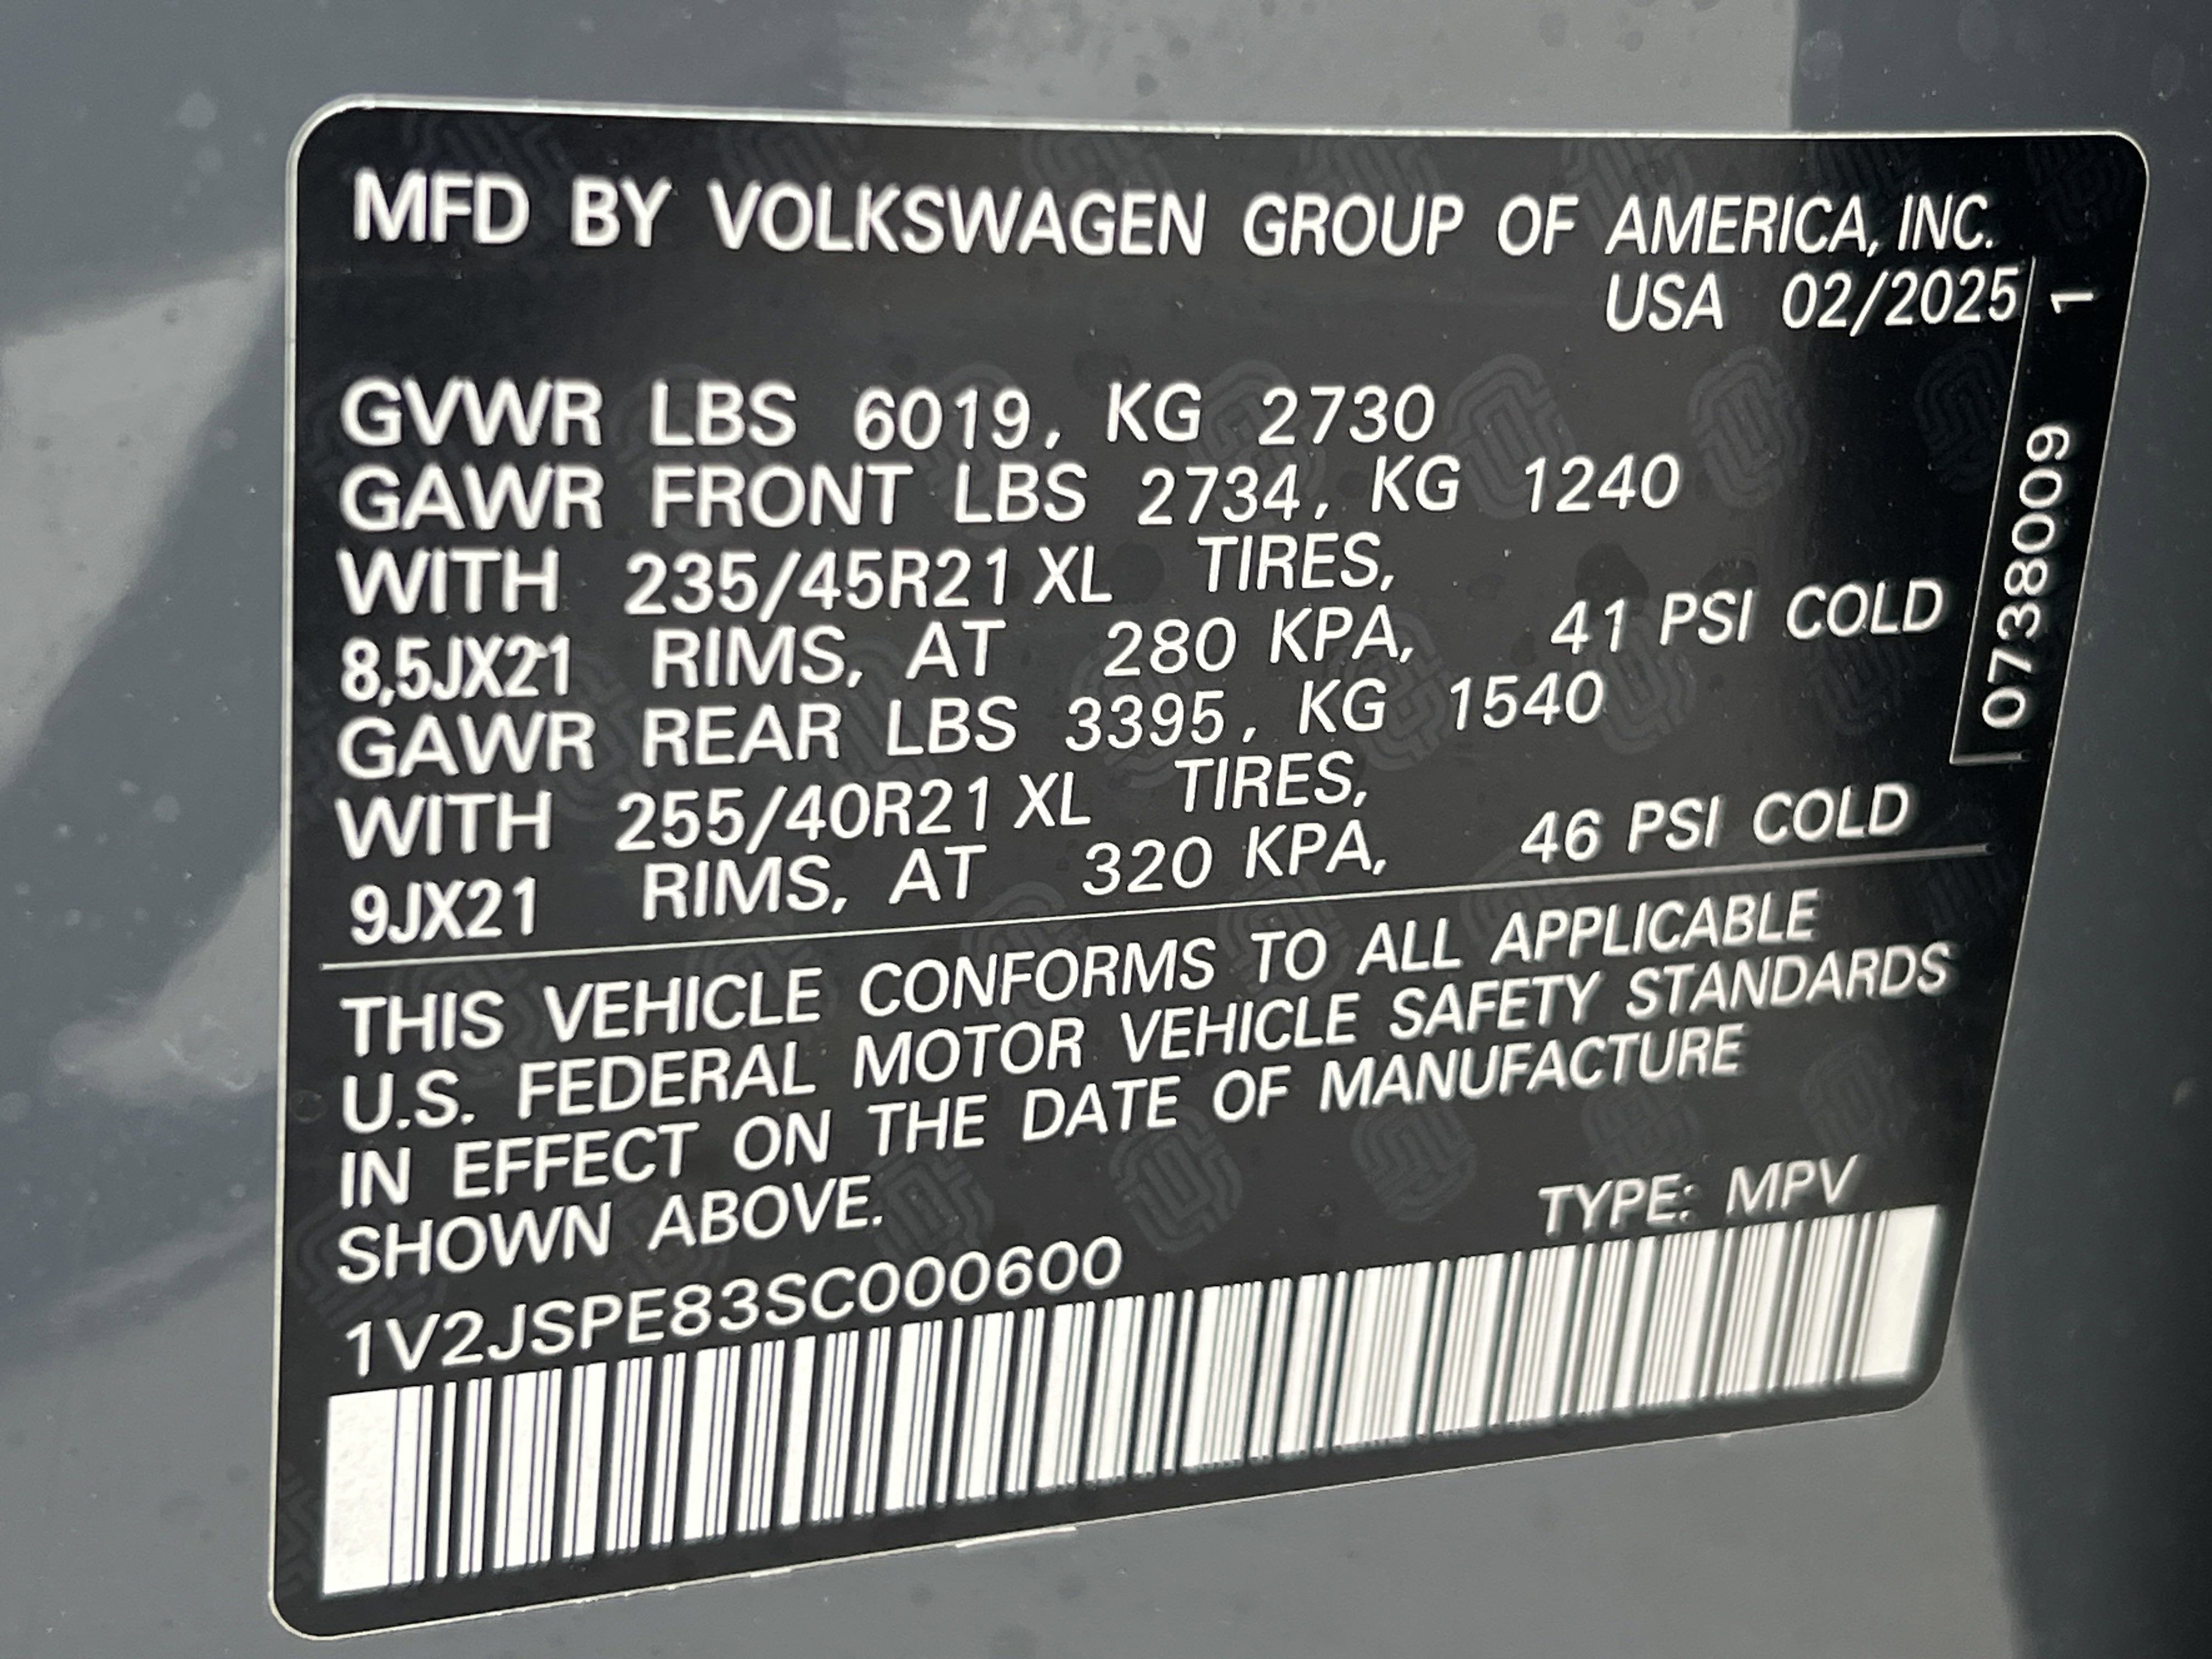 MFD BY VOLKSWAGEN GROUP OF AMERICA, INC.
USA 02/2025
GVWR LBS 6019, KG 2730
GAWR FRONT LBS 2734, KG 1240
WITH 235/45R21 XL TIRES,
8,5JX21 RIMS, AT 280 KPA, 41 PSI COLD
GAWR REAR LBS 3395, KG 1540
WITH 255/40R21 XL TIRES,
9JX21 RIMS, AT 320 KPA, 46 PSI COLD
THIS VEHICLE CONFORMS TO ALL APPLICABLE
U.S. FEDERAL MOTOR VEHICLE SAFETY STANDARDS
IN EFFECT ON THE DATE OF MANUFACTURE
SHOWN ABOVE.
TYPE: MPV
1V2JSPE83SC000600
0738009 1